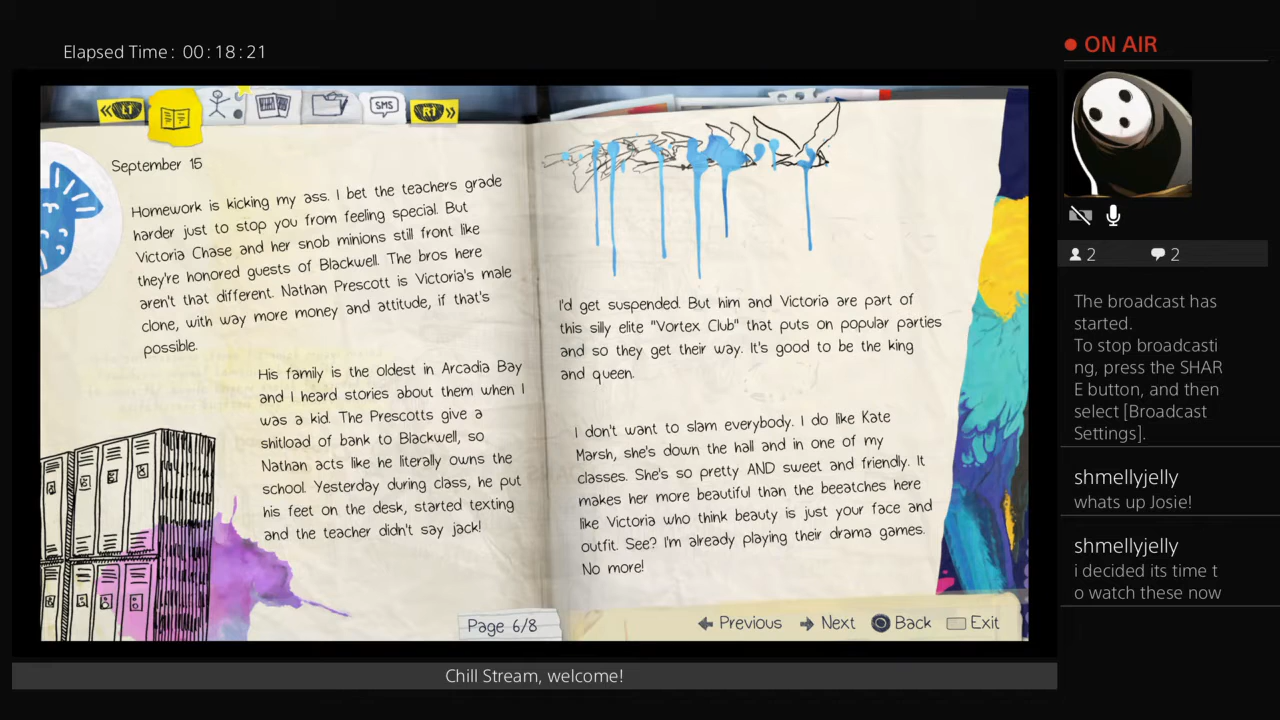 Elapsed Time: 00:18:21
ON AIR
L1
SMS
R1
September 15
Homework is kicking my ass. I bet the teachers grade
harder just to stop you from feeling special. But
Victoria Chase and her snob minions still front like
they're honored guests of Blackwell. The bros here
aren't that different. Nathan Prescott is Victoria's male
clone, with way more money and attitude, if that's
possible.
His family is the oldest in Arcadia Bay
and I heard stories about them when I
was a kid. The Prescotts give a
shitload of bank to Blackwell, so
Nathan acts like he literally owns the
school. Yesterday during class, he put
his feet on the desk, started texting
and the teacher didn't say jack!
I'd get suspended. But him and Victoria are part of
this silly elite "Vortex Club" that puts on popular parties
and so they get their way. It's good to be the king
and queen.
I don't want to slam everybody. I do like Kate
Marsh, she's down the hall and in one of my
classes. She's so pretty AND sweet and friendly. It
makes her more beautiful than the beeatches here
like Victoria who think beauty is just your face and
outfit. See? I'm already playing their drama games.
No more!
Page 6/8
Previous
Next
Back
Exit
2
2
The broadcast has
started.
To stop broadcasti
ng, press the SHAR
E button, and then
select [Broadcast
Settings].
shmellyjelly
whats up Josie!
shmellyjelly
i decided its time t
o watch these now
Chill Stream, welcome!